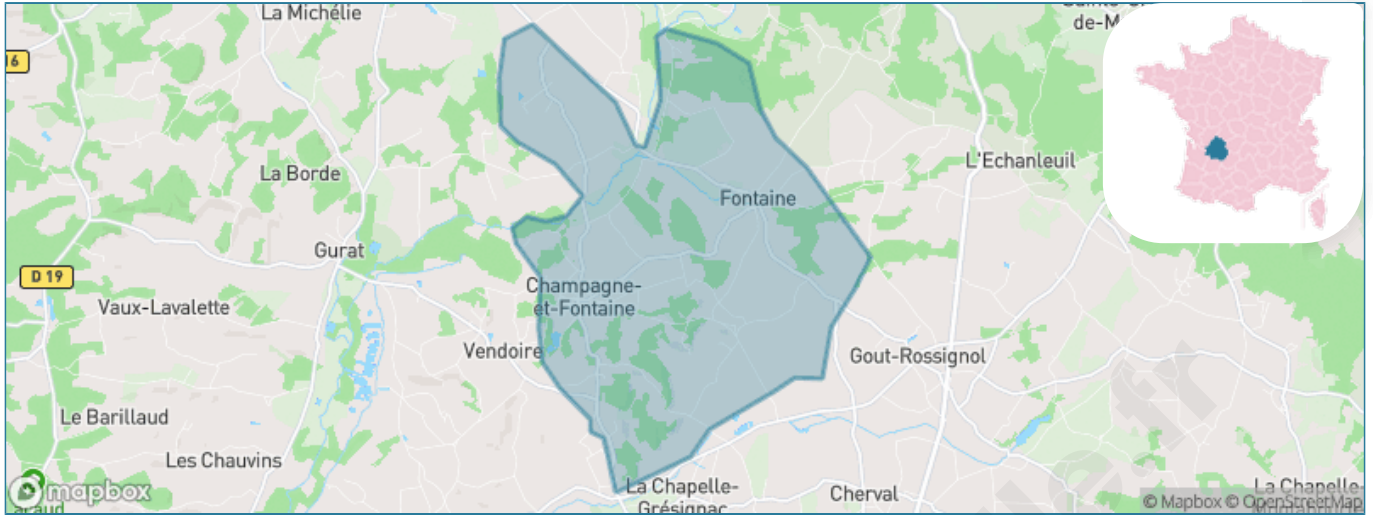 La Michélie
de-M
16
L'Echanleuil
La Borde
Fontaine
Gurat
D 19
Champagne-
et-Fontaine
Vaux-Lavalette
Vendoire
Gout-Rossignol
Le Barillaud
Les Chauvins
La Chapelle-
Grésignac
Cherval
La Chapelle-
mapbox
© Mapbox © OpenStreetMap